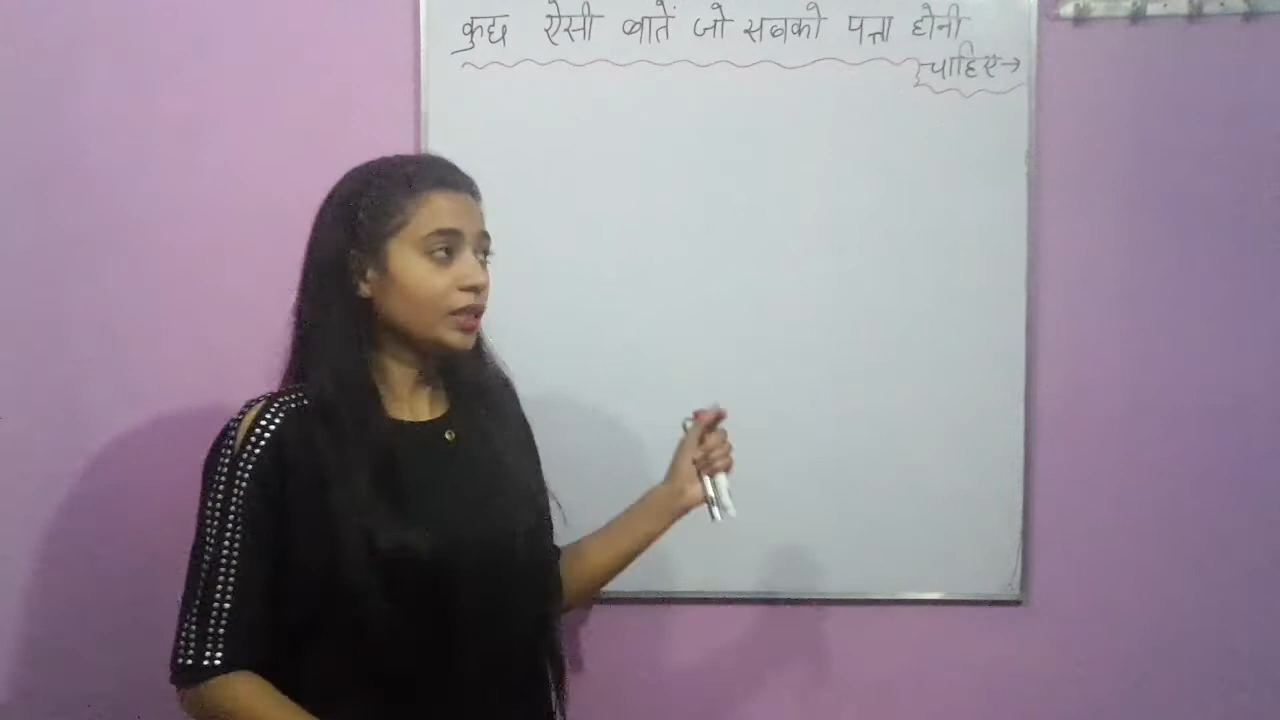 कुछ ऐसी बातें जो सबको पता होनी
चाहिए→